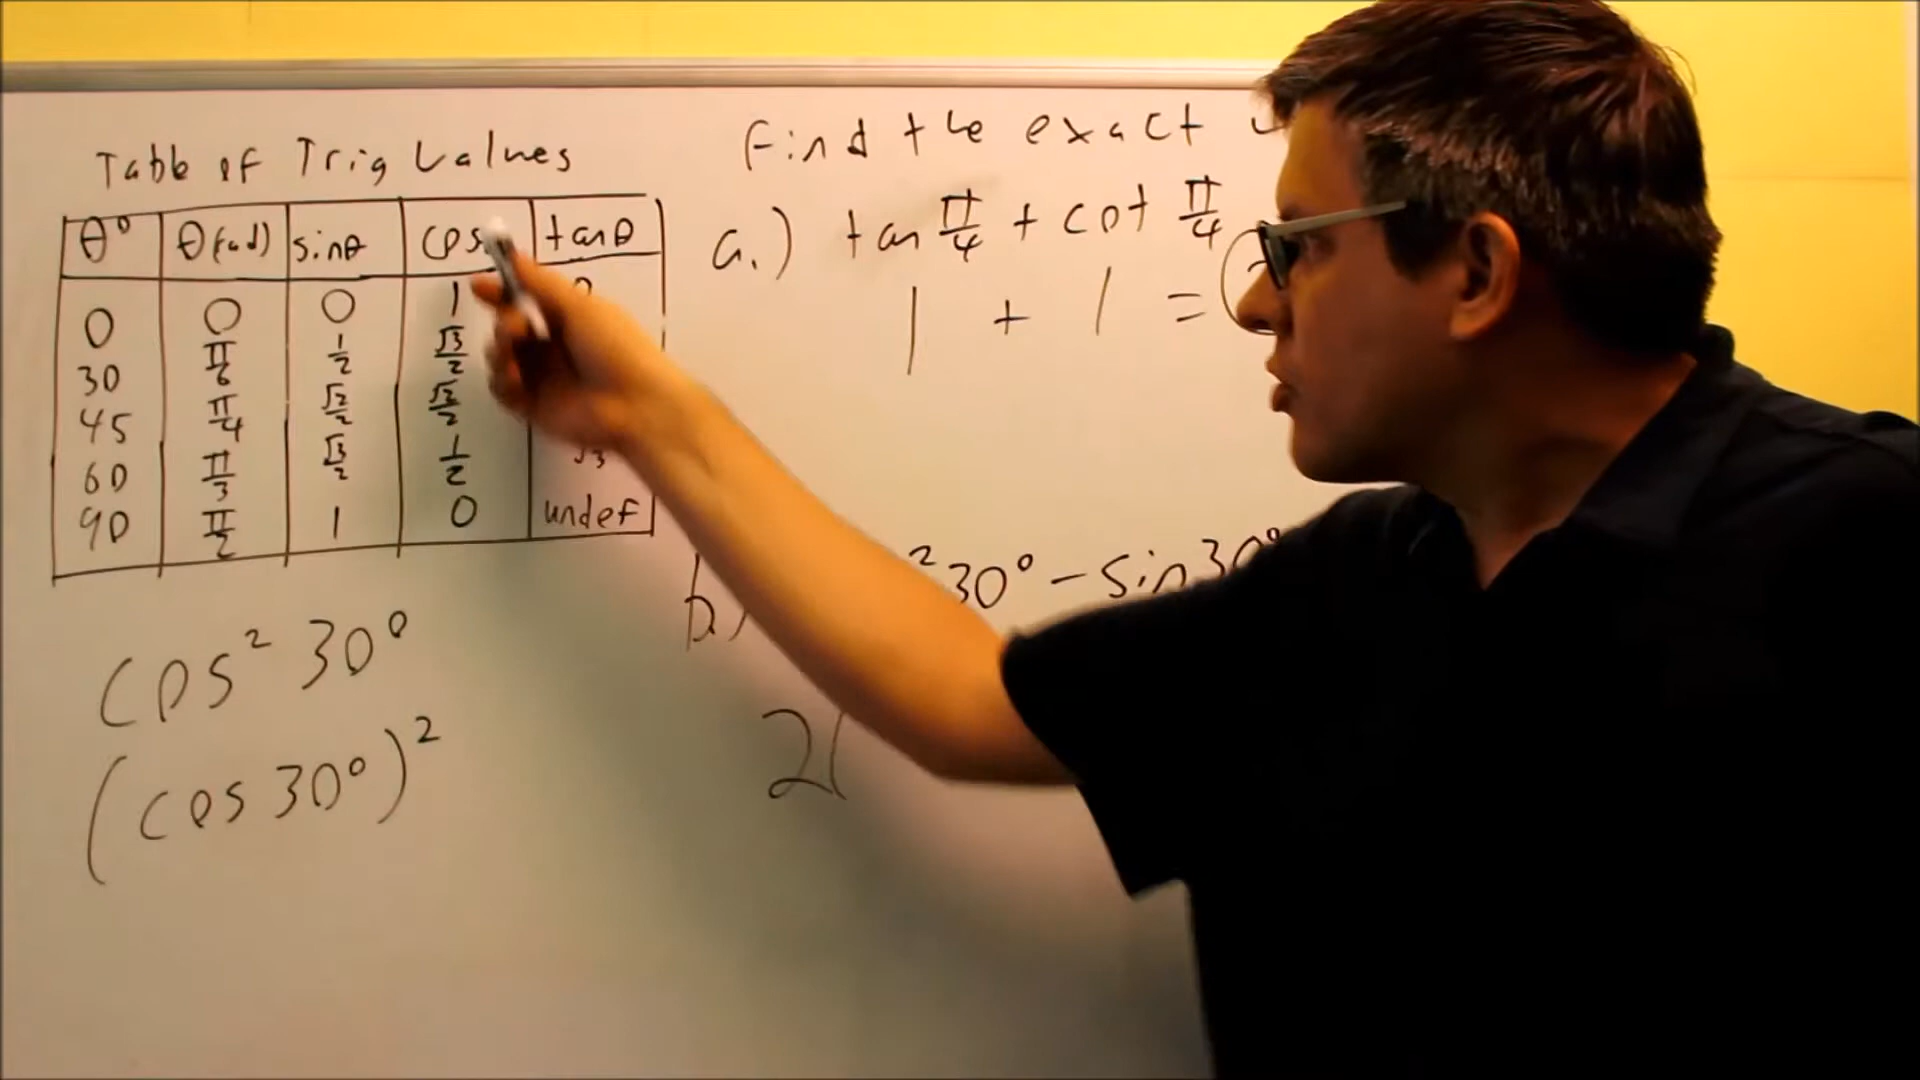 Table of Trig Values
θ° θ(rad) sinθ cos tanθ
0 0 0 1
30 π/6 1/2 √3/2
45 π/4 √2/2 √2/2
60 π/3 √3/2 1/2 √3
90 π/2 1 0 undef
cos² 30°
(cos 30°)²
Find the exact
a.) tan π/4 + cot π/4
1 + 1 =
b.) ² 30° - sin 30°
2(